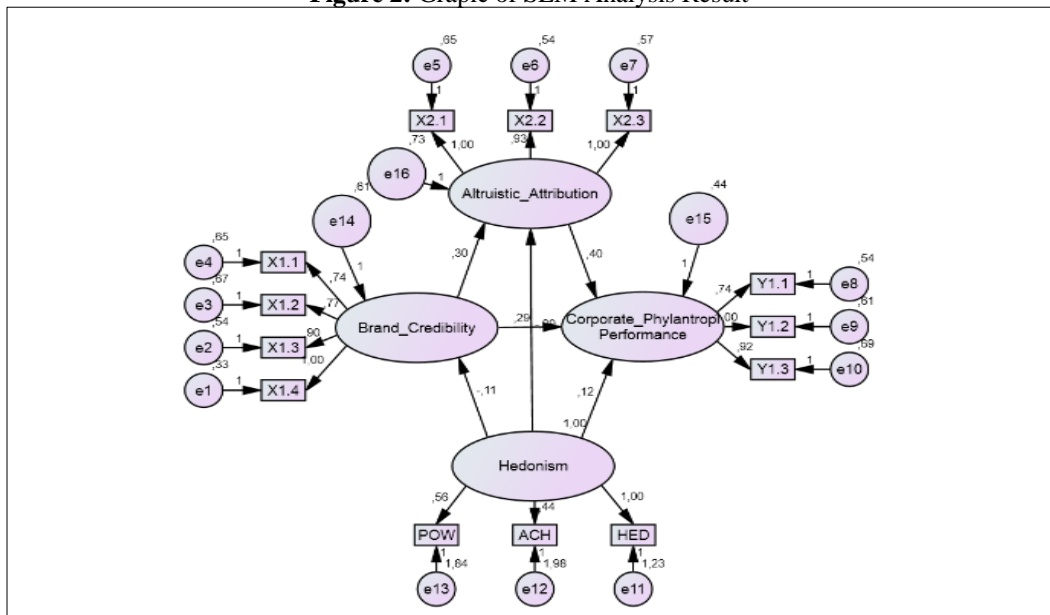 Figure 2: Graple of SEM Analysis Result
,65
,54
,57
e5
e6
e7
1
1
1
X2.1
X2.2
X2.3
,73
1,00
,93
1,00
e16
1
Altruistic_Attribution
,61
e14
1
,44
e15
1
,30
,40
,65
e4
1
X1.1
,74
,67
e3
1
X1.2
,77
,54
e2
1
X1.3
,90
,33
e1
1
X1.4
1,00
Brand_Credibility
,29
Corporate_Phylantropi
Performance
,74
Y1.1
1
e8
,54
,00
Y1.2
1
e9
,61
,92
Y1.3
1
e10
,69
-,11
,12
1,00
Hedonism
,56
,44
1,00
POW
ACH
HED
1
1
1
1,84
1,98
1,23
e13
e12
e11